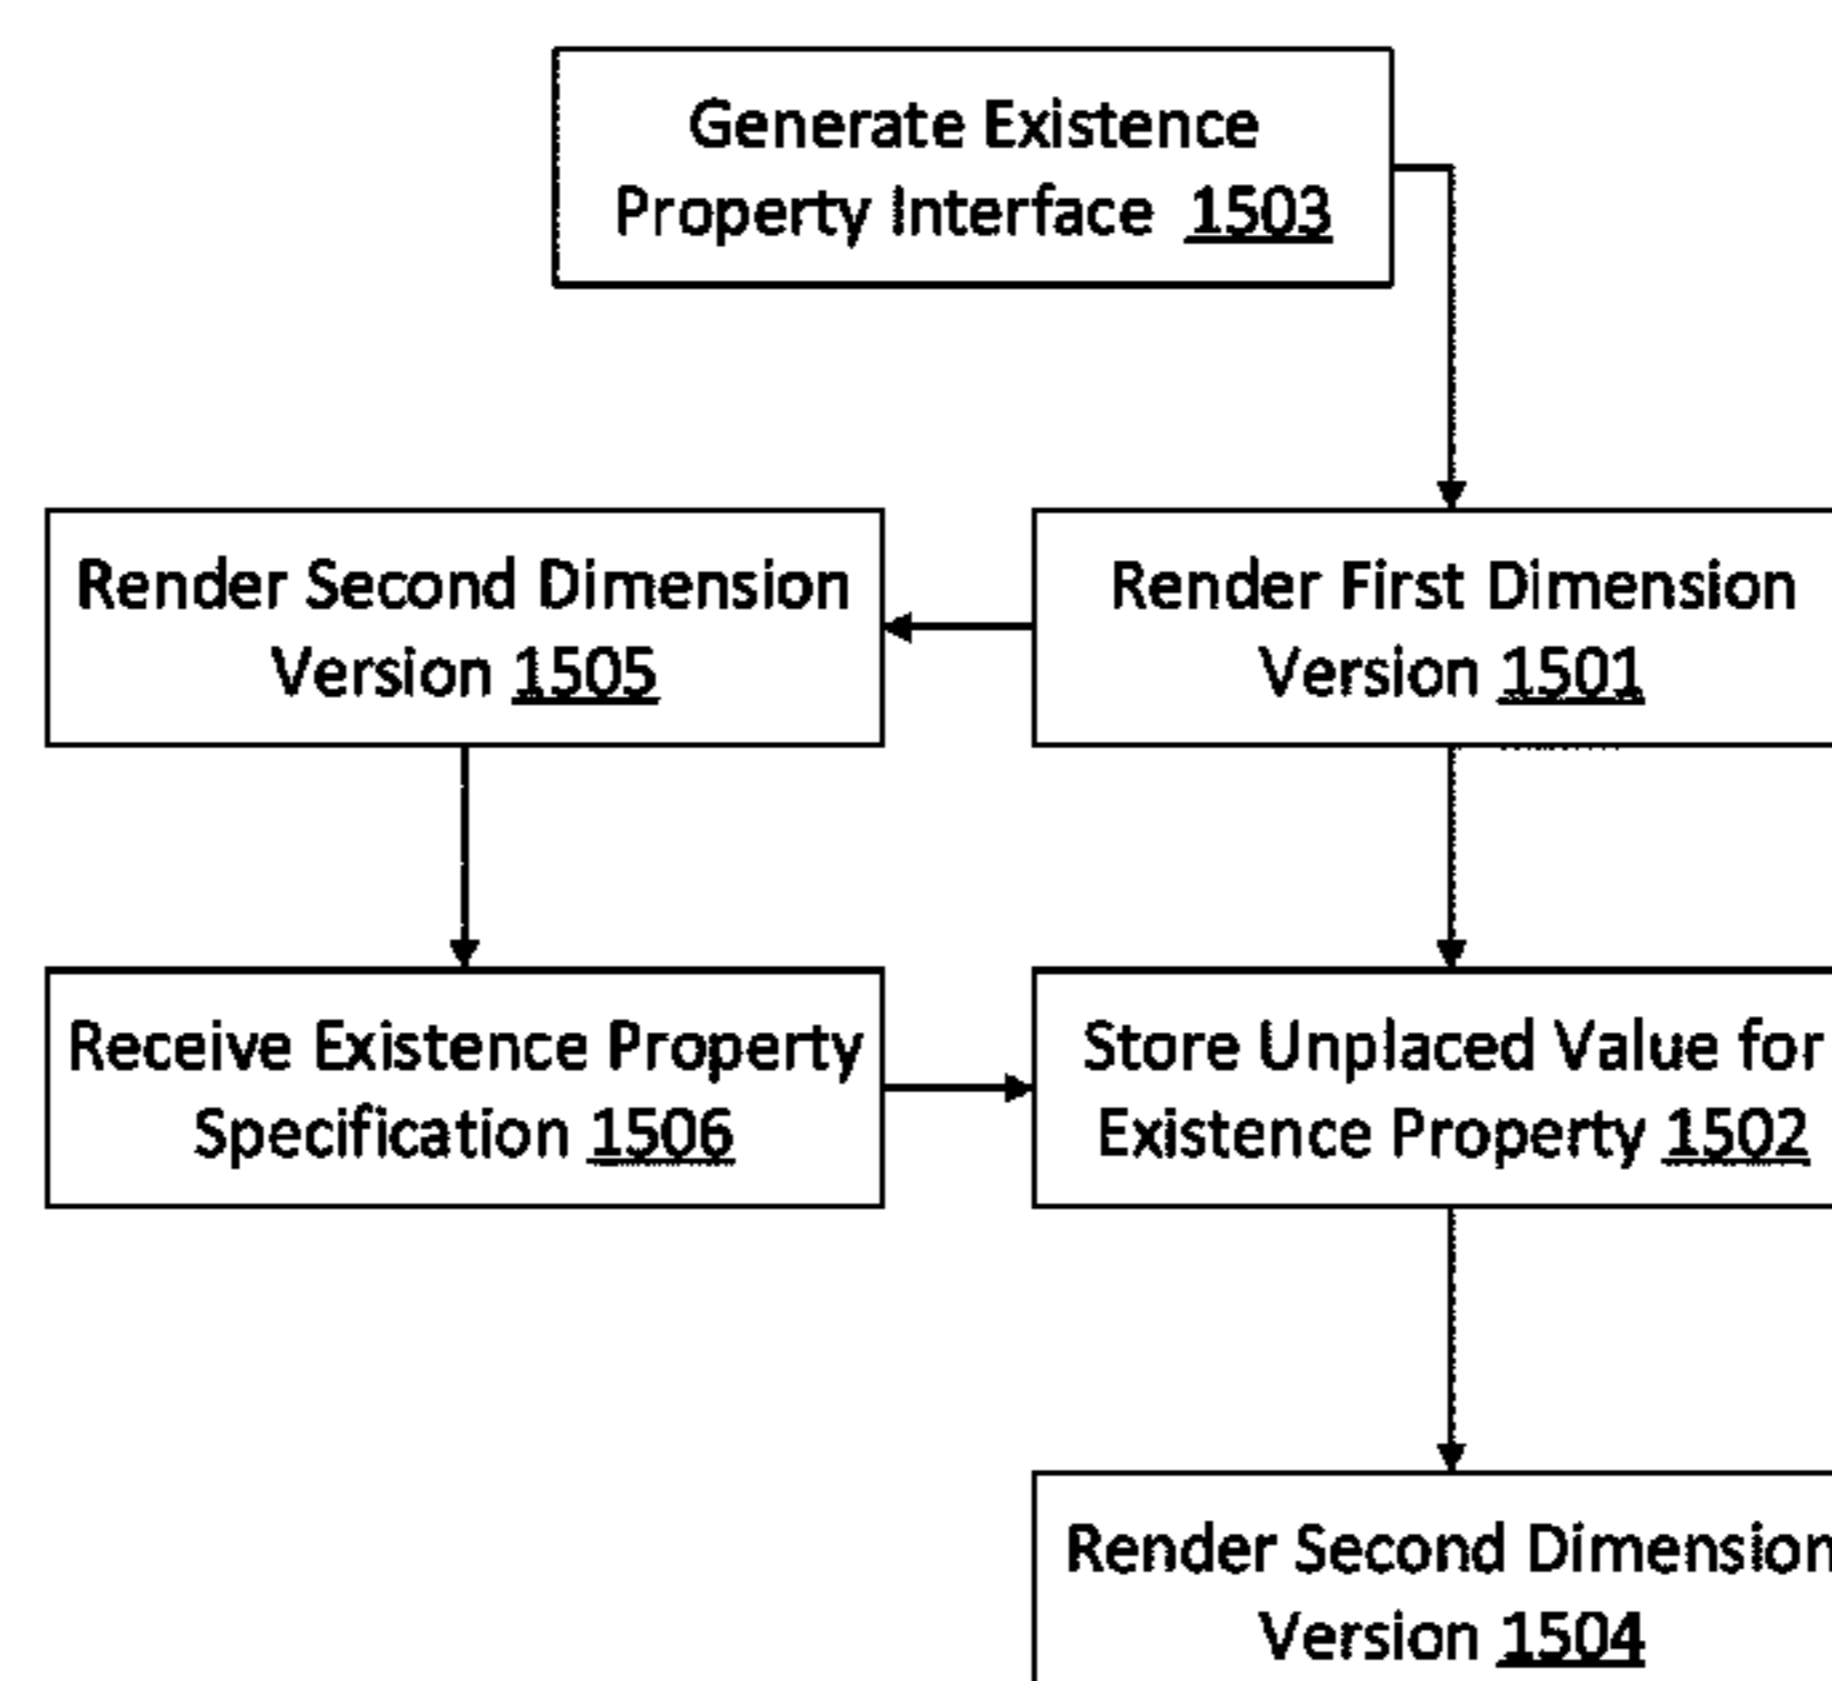 Generate Existence
Property Interface 1503
Render Second Dimension
Version 1505
Render First Dimension
Version 1501
Receive Existence Property
Specification 1506
Store Unplaced Value for
Existence Property 1502
Render Second Dimension
Version 1504